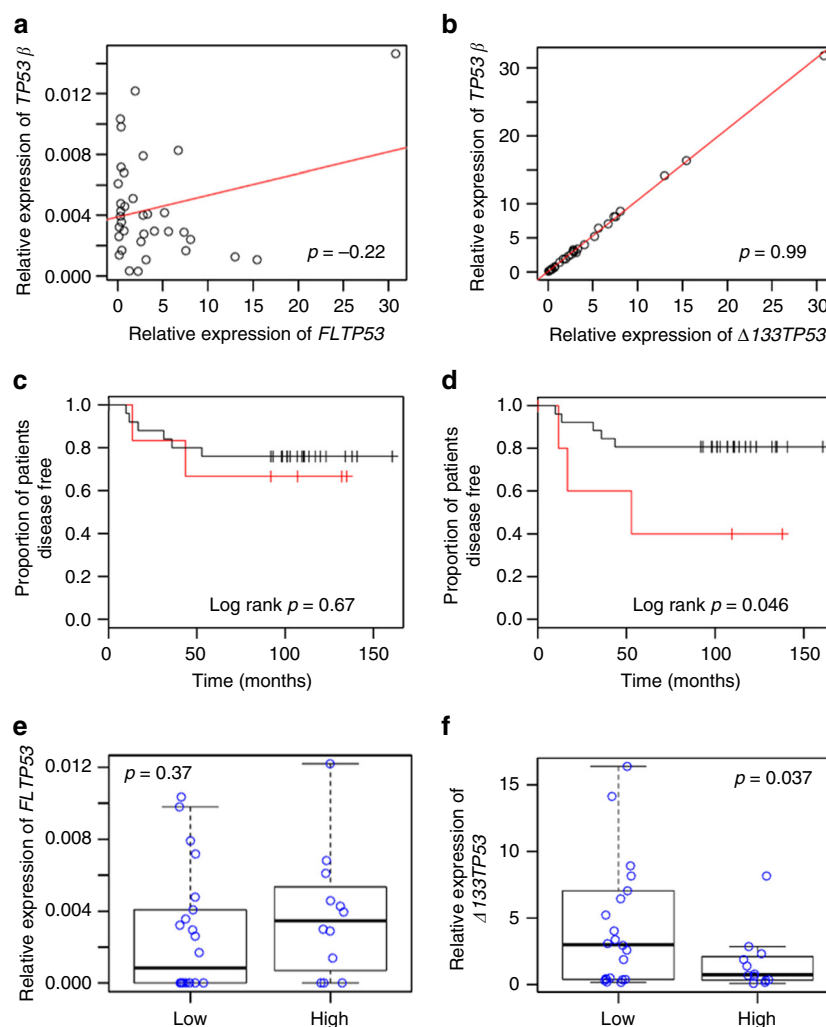 a
Relative expression of TP53 β
0.012
0.008
0.004
0.000
p = –0.22
0 5 10 15 20 25 30
Relative expression of FLTP53
b
Relative expression of TP53 β
30
20
10
5
0
p = 0.99
0 5 10 15 20 25 30
Relative expression of Δ133TP53
c
Proportion of patients
disease free
1.0
0.8
0.6
0.4
0.2
0.0
Log rank p = 0.67
0 50 100 150
Time (months)
d
Proportion of patients
disease free
1.0
0.8
0.6
0.4
0.2
0.0
Log rank p = 0.046
0 50 100 150
Time (months)
e
Relative expression of FLTP53
0.012
0.008
0.004
0.000
p = 0.37
Low High
f
Relative expression of
Δ133TP53
15
10
5
0
p = 0.037
Low High